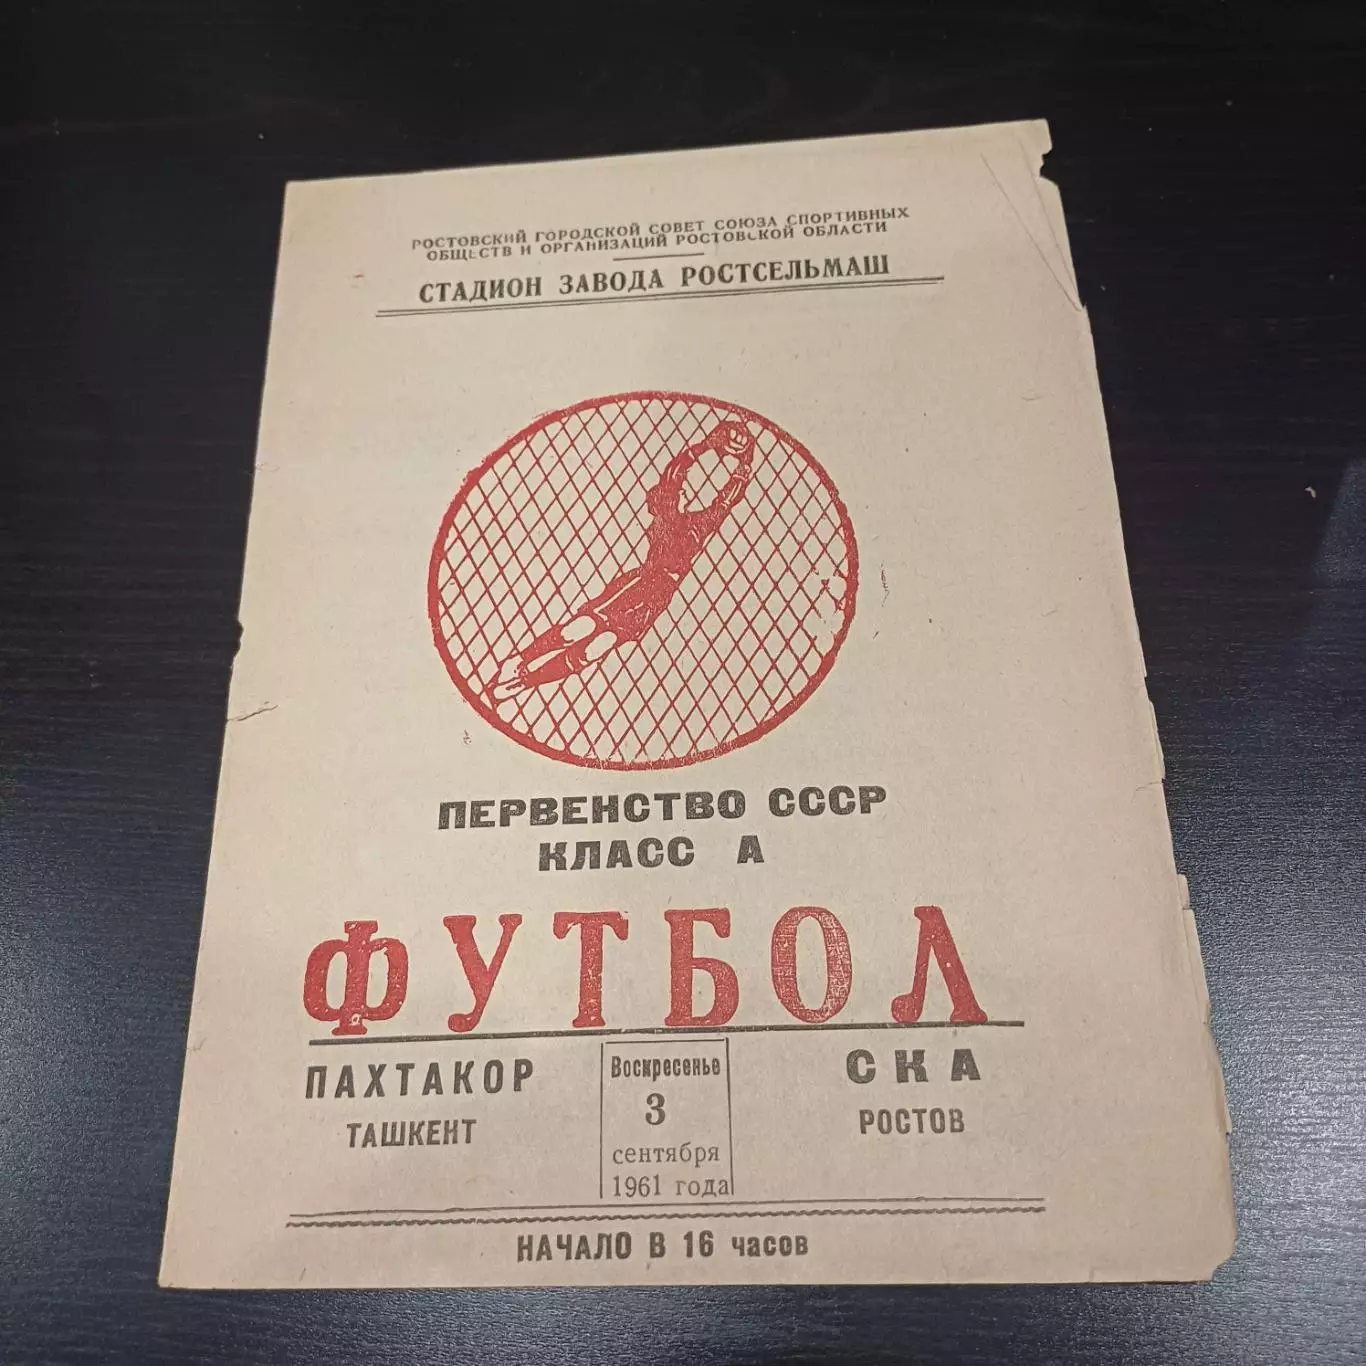 РОСТОВСКИЙ ГОРОДСКОЙ СОВЕТ СОЮЗА СПОРТИВНЫХ
ОБЩЕСТВ И ОРГАНИЗАЦИЙ РОСТОВСКОЙ ОБЛАСТИ
СТАДИОН ЗАВОДА РОСТСЕЛЬМАШ
ПЕРВЕНСТВО СССР
КЛАСС А
ФУТБОЛ
ПАХТАКОР
ТАШКЕНТ
Воскресенье
3
сентября
1961 года
СКА
РОСТОВ
НАЧАЛО В 16 часов